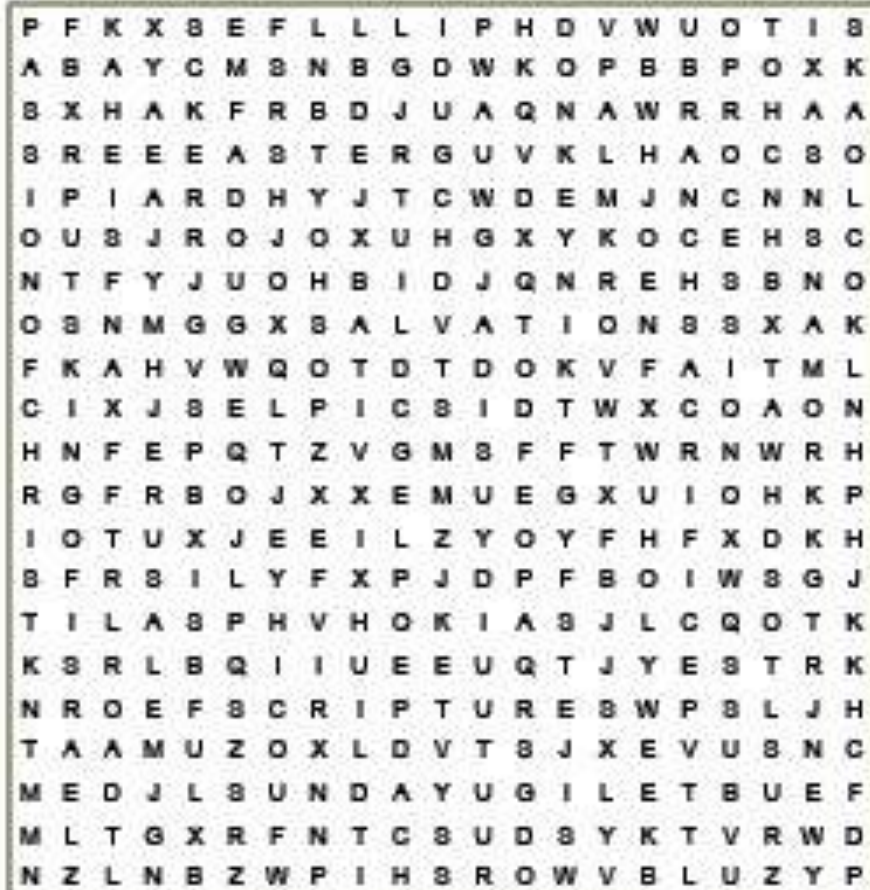 P F K X S E F L L L I P H D V W U O T I S
A B A Y C M S N B G D W K O P B B P O X K
S X H A K F R B D J U A Q N A W R R H A A
S R E E E A S T E R G U V K L H A O C S O
I P I A R D H Y J T C W D E M J N C N N L
O U S J R O J O X U H G X Y K O C E H S C
N T F Y J U O H B I D J Q N R E H S B N O
O S N M G G X S A L V A T I O N S S X A K
F K A H V W Q O T D T D O K V F A I T M L
C I X J S E L P I C S I D T W X C O A O N
H N F E P Q T Z V G M S F F T W R N W R H
R G F R B O J X X E M U E G X U I O H K P
I O T U X J E E I L Z Y O Y F H F X D K H
S F R S I L Y F X P J D P F B O I W S G J
T I L A S P H V H O K I A S J L C Q O T K
K S R L B Q I I U E E U Q T J Y E S T R K
N R O E F S C R I P T U R E S W P S L J H
T A A M U Z O X L D V T S J X E V U S N C
M E D J L S U N D A Y U G I L E T B U E F
M L T G X R F N T C S U D S Y K T V R W D
N Z L N B Z W P I H S R O W V B L U Z Y P